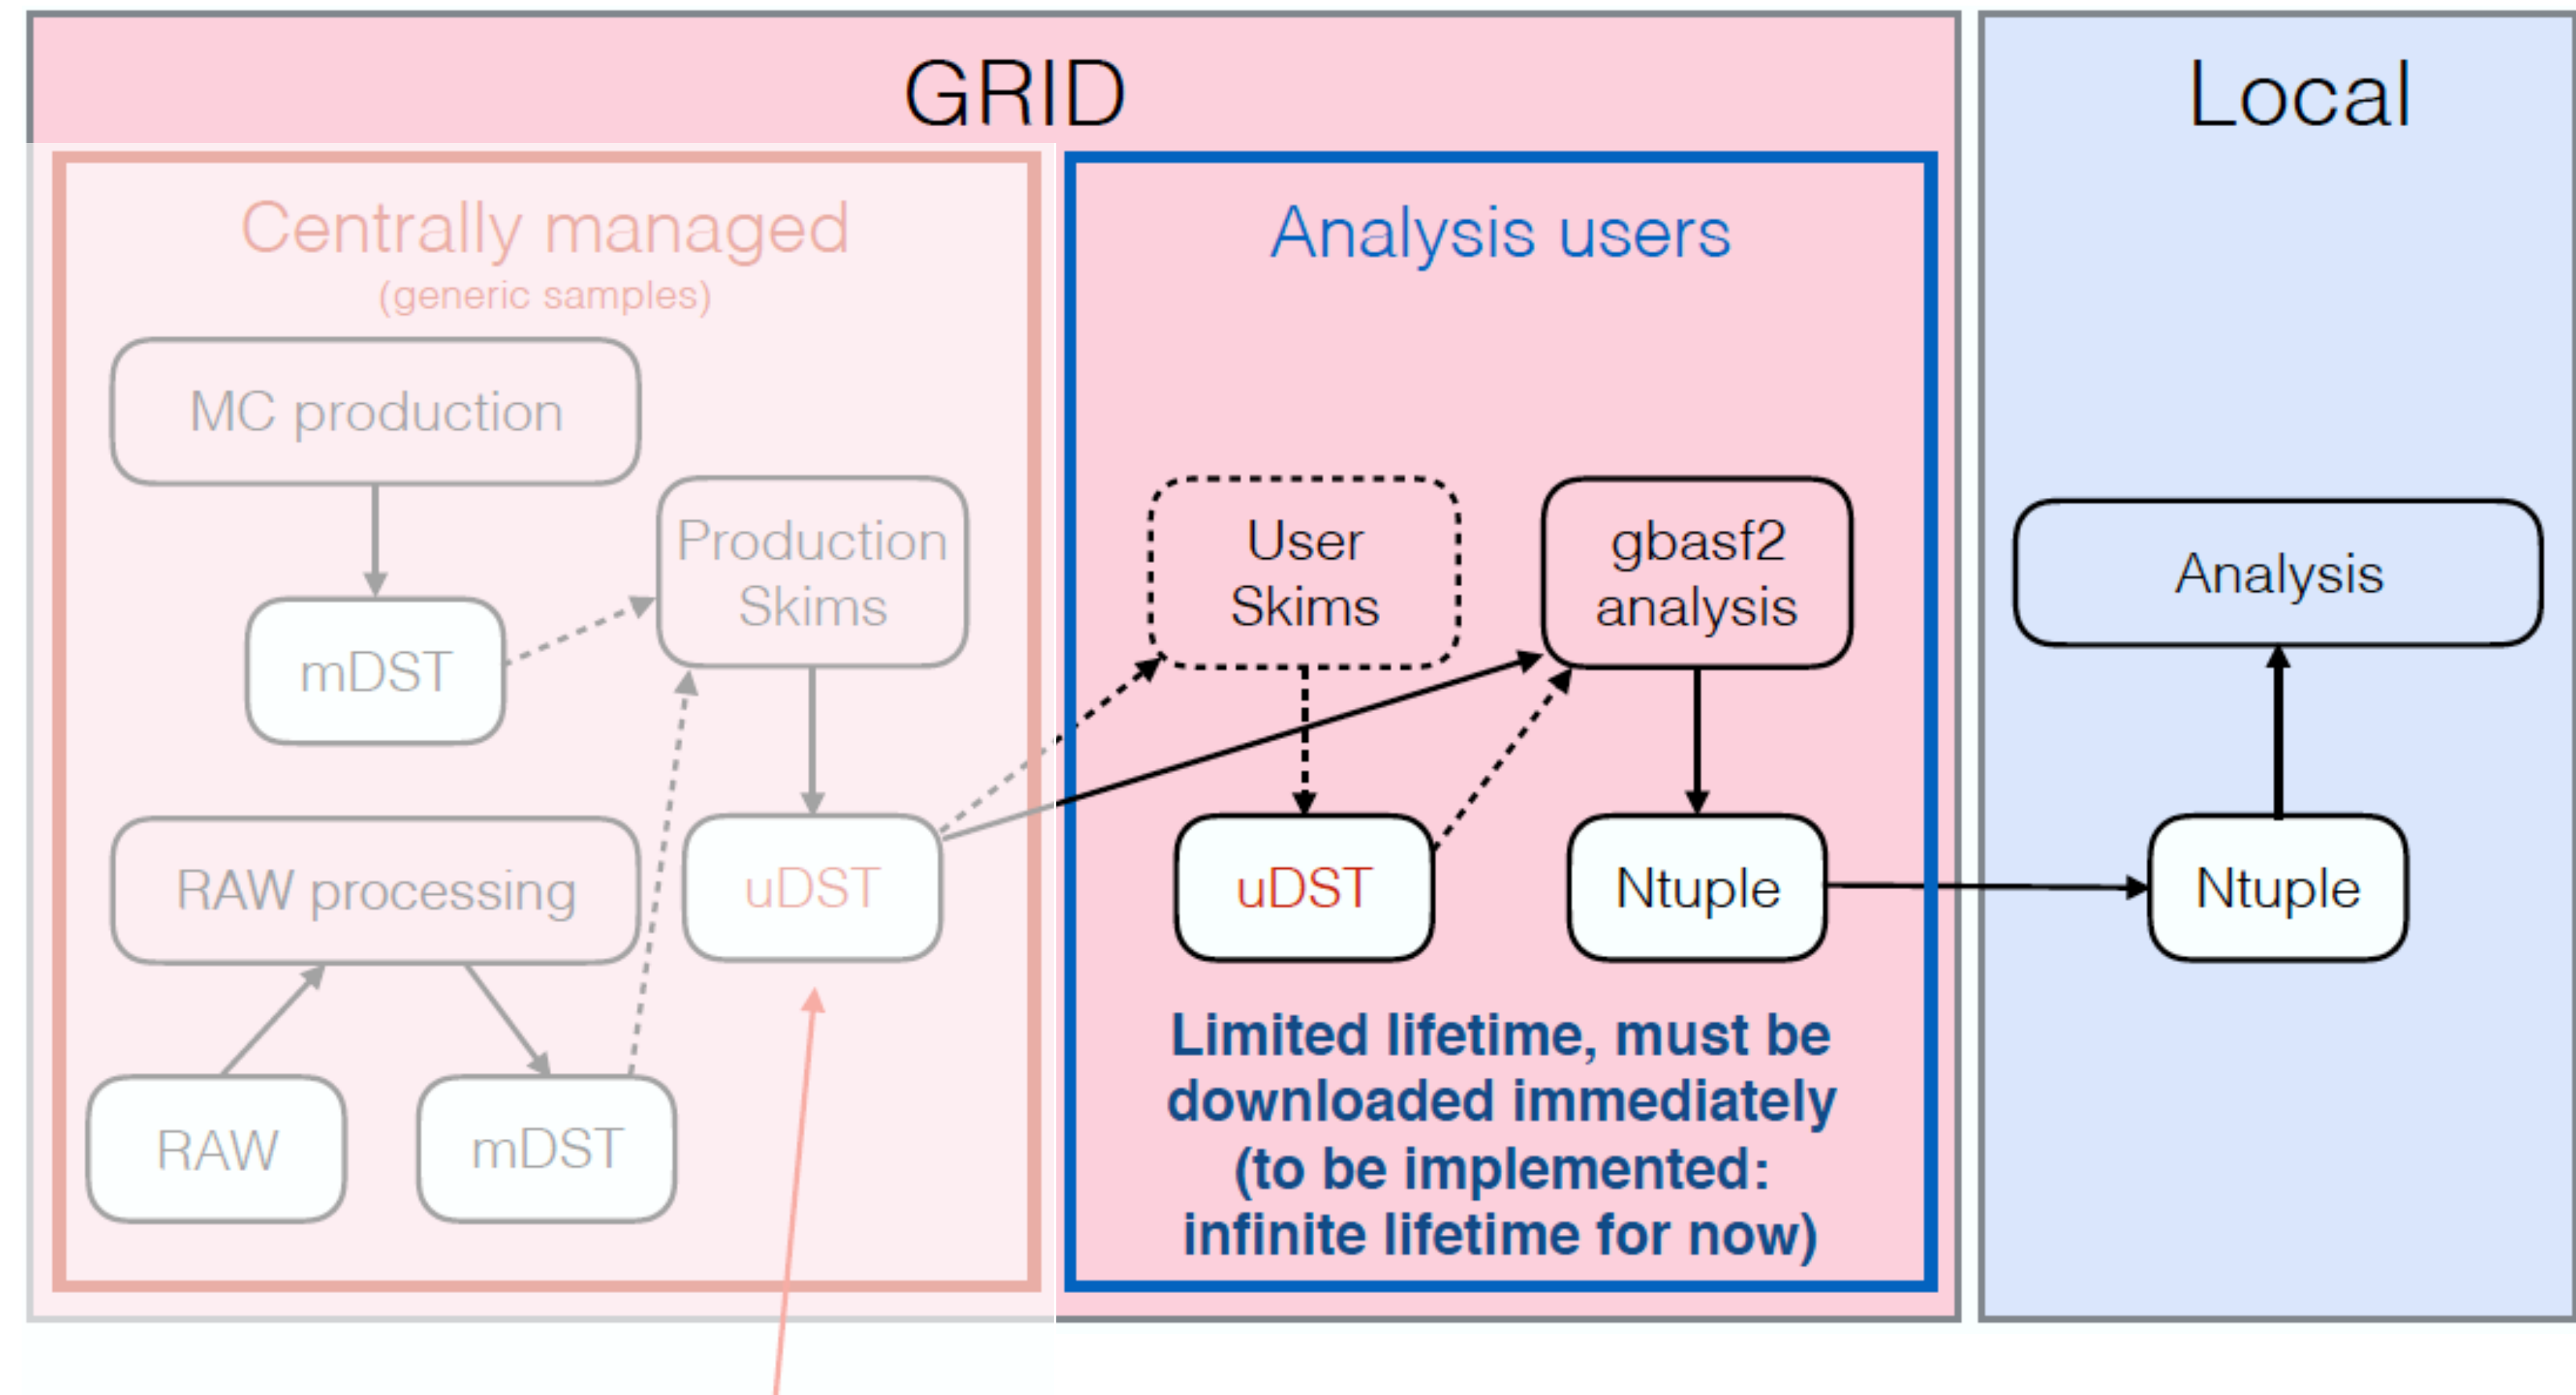 GRID
Local
Centrally managed
(generic samples)
Analysis users
MC production
Production
Skims
mDST
RAW processing
uDST
RAW
mDST
User
Skims
gbasf2
analysis
uDST
Ntuple
Limited lifetime, must be
downloaded immediately
(to be implemented:
infinite lifetime for now)
Analysis
Ntuple